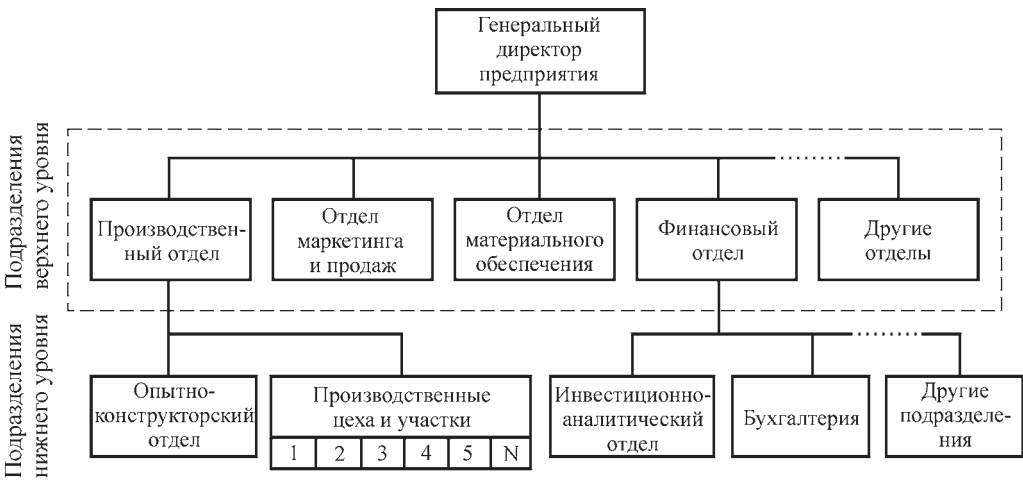 Генеральный
директор
предприятия
Подразделения
верхнего уровня
Производствен-
ный отдел
Отдел
маркетинга
и продаж
Отдел
материального
обеспечения
Финансовый
отдел
Другие
отделы
Подразделения
нижнего уровня
Опытно-
конструкторский
отдел
Производственные
цеха и участки
1 2 3 4 5 N
Инвестиционно-
аналитический
отдел
Бухгалтерия
Другие
подразделе-
ния